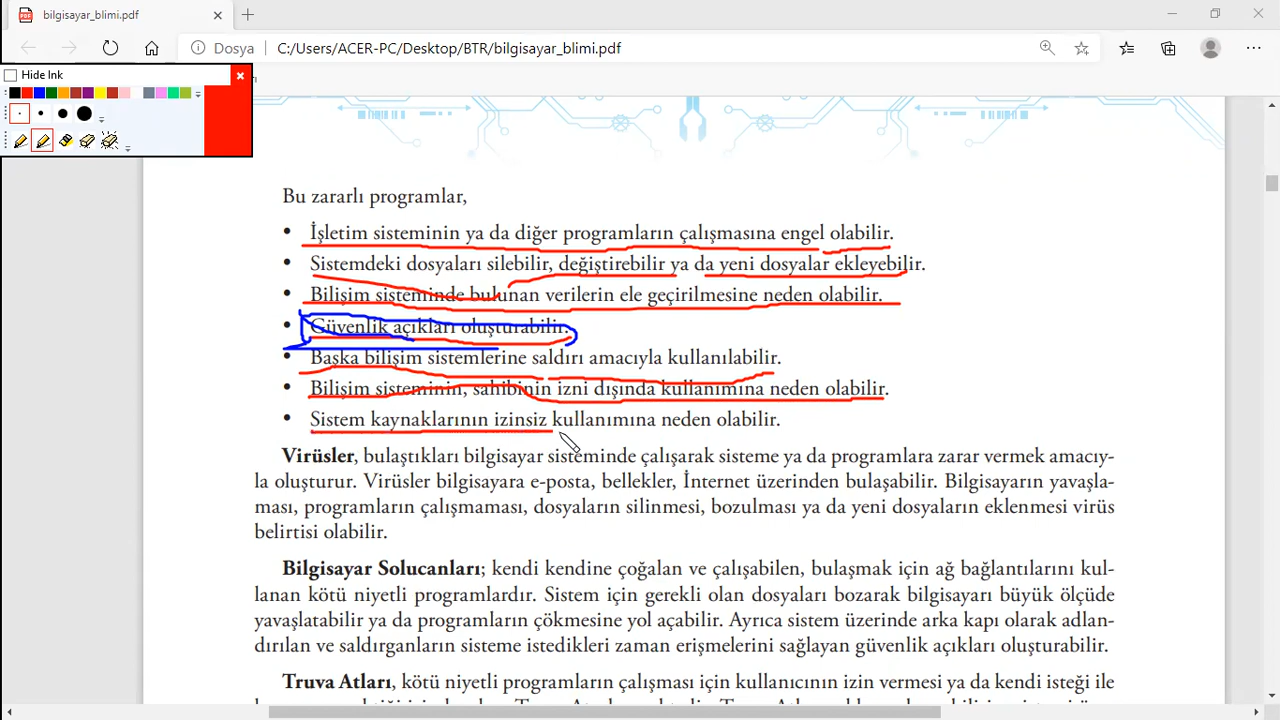 bilgisayar_blimi.pdf
Dosya
C:/Users/ACER-PC/Desktop/BTR/bilgisayar_blimi.pdf
Hide Ink
Bu zararlı programlar,
• İşletim sisteminin ya da diğer programların çalışmasına engel olabilir.
• Sistemdeki dosyaları silebilir, değiştirebilir ya da yeni dosyalar ekleyebilir.
• Bilişim sisteminde bulunan verilerin ele geçirilmesine neden olabilir.
• Güvenlik açıkları oluşturabilir.
• Başka bilişim sistemlerine saldırı amacıyla kullanılabilir.
• Bilişim sisteminin, sahibinin izni dışında kullanımına neden olabilir.
• Sistem kaynaklarının izinsiz kullanımına neden olabilir.
Virüsler, bulaştıkları bilgisayar sisteminde çalışarak sisteme ya da programlara zarar vermek amacıy-
la oluşturur. Virüsler bilgisayara e-posta, bellekler, İnternet üzerinden bulaşabilir. Bilgisayarın yavaşla-
ması, programların çalışmaması, dosyaların silinmesi, bozulması ya da yeni dosyaların eklenmesi virüs
belirtisi olabilir.
Bilgisayar Solucanları; kendi kendine çoğalan ve çalışabilen, bulaşmak için ağ bağlantılarını kul-
lanan kötü niyetli programlardır. Sistem için gerekli olan dosyaları bozarak bilgisayarı büyük ölçüde
yavaşlatabilir ya da programların çökmesine yol açabilir. Ayrıca sistem üzerinde arka kapı olarak adlan-
dırılan ve saldırganların sisteme istedikleri zaman erişmelerini sağlayan güvenlik açıkları oluşturabilir.
Truva Atları, kötü niyetli programların çalışması için kullanıcının izin vermesi ya da kendi isteği ile